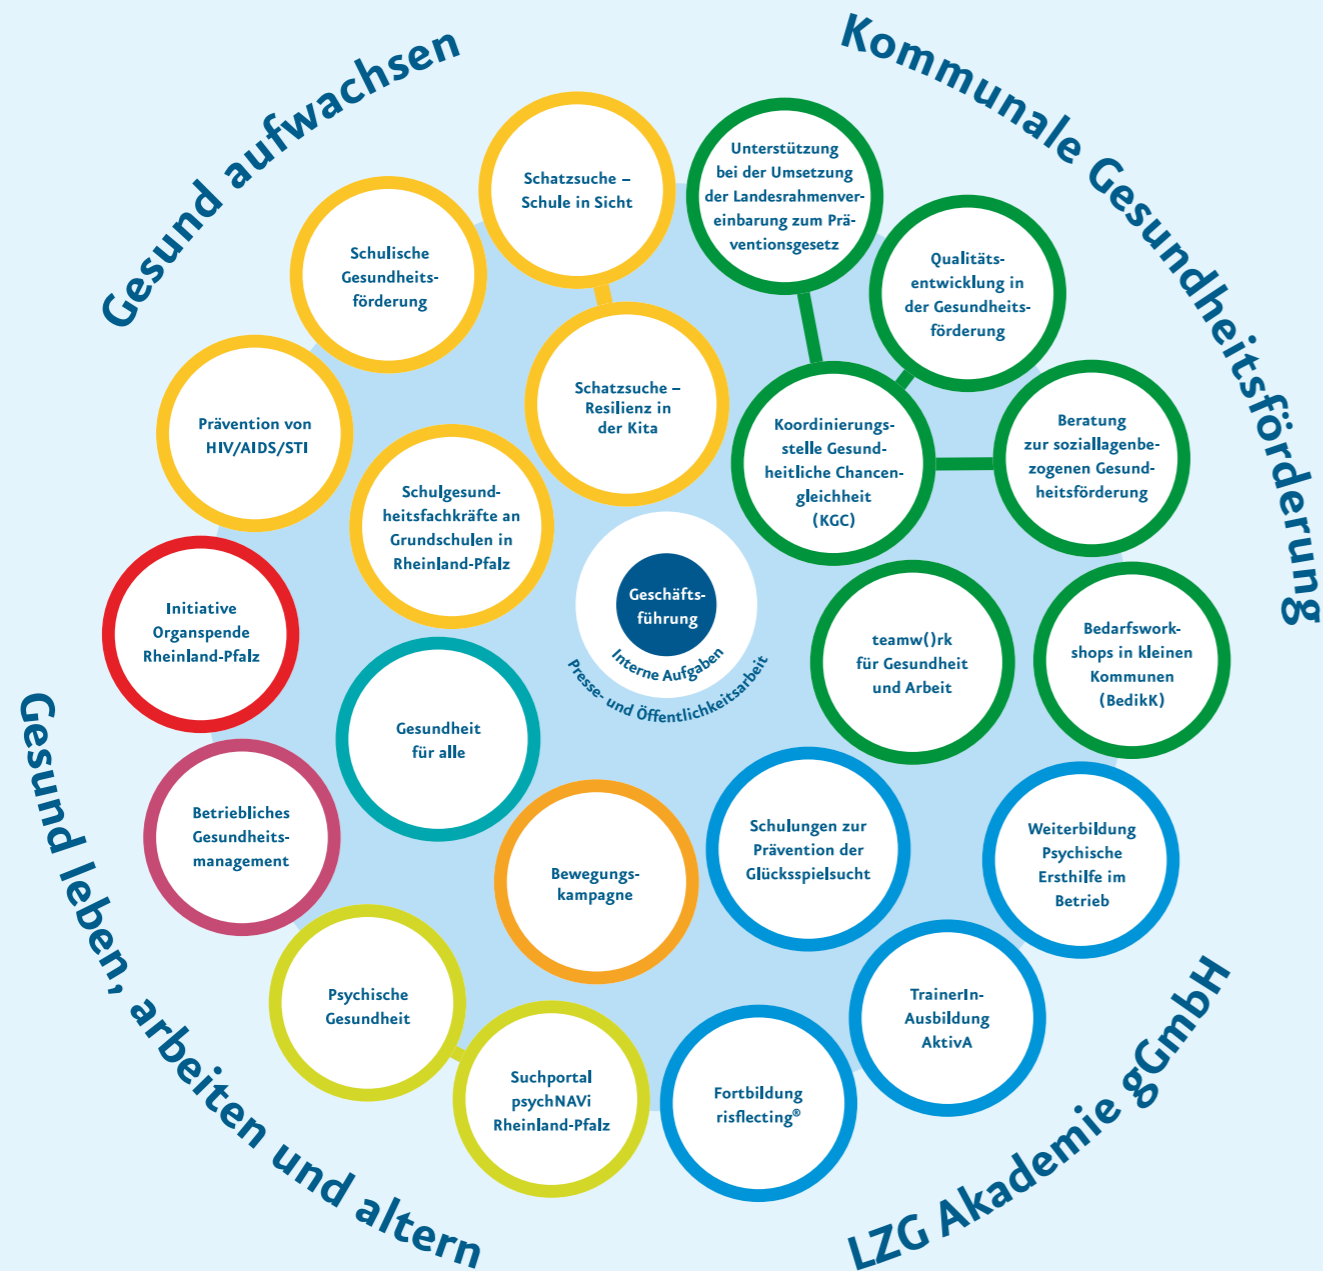 Gesund aufwachsen
Kommunale Gesundheitsförderung
Schatzsuche –
Schule in Sicht
Unterstützung
bei der Umsetzung
der Landesrahmenver-
einbarung zum Prä-
ventionsgesetz
Schulische
Gesundheits-
förderung
Qualitäts-
entwicklung in
der Gesundheits-
förderung
Schatzsuche –
Resilienz in
der Kita
Prävention von
HIV/AIDS/STI
Koordinierungs-
stelle Gesund-
heitliche Chancen-
gleichheit
(KGC)
Beratung
zur soziallagenbe-
zogenen Gesund-
heitsförderung
Schulgesund-
heitsfachkräfte an
Grundschulen in
Rheinland-Pfalz
Geschäfts-
führung
Interne Aufgaben
Presse- und Öffentlichkeitsarbeit
Initiative
Organspende
Rheinland-Pfalz
teamw()rk
für Gesundheit
und Arbeit
Bedarfswork-
shops in kleinen
Kommunen
(BedikK)
Gesundheit
für alle
Betriebliches
Gesundheits-
management
Bewegungs-
kampagne
Schulungen zur
Prävention der
Glücksspielsucht
Weiterbildung
Psychische
Ersthilfe im
Betrieb
Psychische
Gesundheit
TrainerIn-
Ausbildung
AktivA
Suchportal
psychNAVi
Rheinland-Pfalz
Fortbildung
risflecting®
Gesund leben, arbeiten und altern
LZG Akademie gGmbH